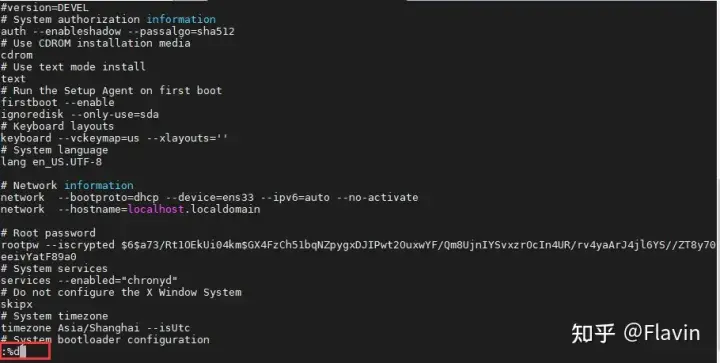 #version=DEVEL
# System authorization information
auth --enableshadow --passalgo=sha512
# Use CDROM installation media
cdrom
# Use text mode install
text
# Run the Setup Agent on first boot
firstboot --enable
ignoredisk --only-use=sda
# Keyboard layouts
keyboard --vckeymap=us --xlayouts=''
# System language
lang en_US.UTF-8
# Network information
network  --bootproto=dhcp --device=ens33 --ipv6=auto --no-activate
network  --hostname=localhost.localdomain
# Root password
rootpw --iscrypted $6$a73/Rt1OEkUi04km$GX4FzCh51bqNZpygxDJIPwt2OuxwYF/Qm8UjnIYSvxzrOcIn4UR/rv4yaArJ4jl6YS//ZT8y70
eeivYatF89a0
# System services
services --enabled="chronyd"
# Do not configure the X Window System
skipx
# System timezone
timezone Asia/Shanghai --isUtc
# System bootloader configuration
:%d
知乎 @Flavin